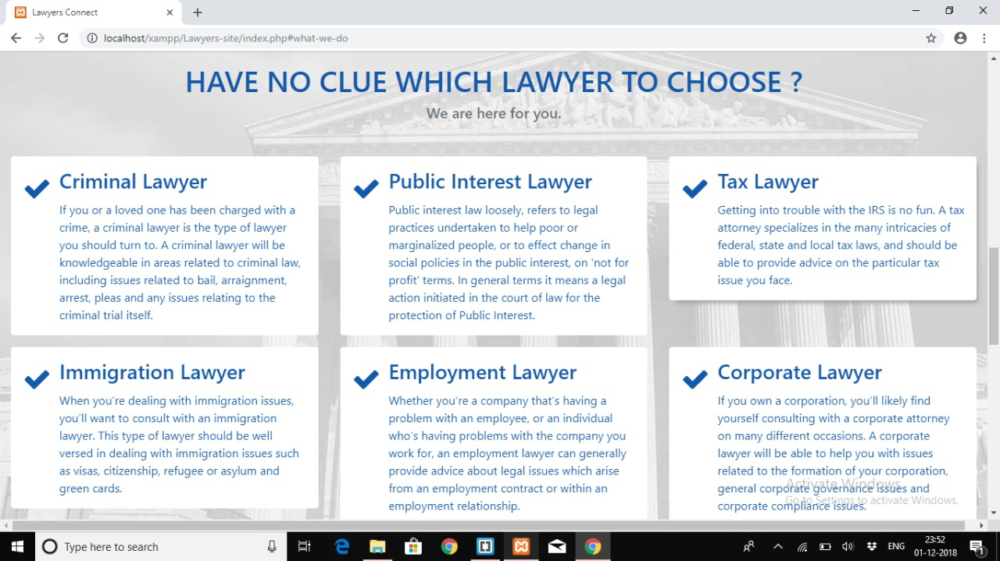 Lawyers Connect
localhost/xampp/Lawyers-site/index.php#what-we-do
HAVE NO CLUE WHICH LAWYER TO CHOOSE ?
We are here for you.
Criminal Lawyer
If you or a loved one has been charged with a
crime, a criminal lawyer is the type of lawyer
you should turn to. A criminal lawyer will be
knowledgeable in areas related to criminal law,
including issues related to bail, arraignment,
arrest, pleas and any issues relating to the
criminal trial itself.
Public Interest Lawyer
Public interest law loosely, refers to legal
practices undertaken to help poor or
marginalized people, or to effect change in
social policies in the public interest, on 'not for
profit' terms. In general terms it means a legal
action initiated in the court of law for the
protection of Public Interest.
Tax Lawyer
Getting into trouble with the IRS is no fun. A tax
attorney specializes in the many intricacies of
federal, state and local tax laws, and should be
able to provide advice on the particular tax
issue you face.
Immigration Lawyer
When you’re dealing with immigration issues,
you’ll want to consult with an immigration
lawyer. This type of lawyer should be well
versed in dealing with immigration issues such
as visas, citizenship, refugee or asylum and
green cards.
Employment Lawyer
Whether you’re a company that’s having a
problem with an employee, or an individual
who’s having problems with the company you
work for, an employment lawyer can generally
provide advice about legal issues which arise
from an employment contract or within an
employment relationship.
Corporate Lawyer
If you own a corporation, you’ll likely find
yourself consulting with a corporate attorney
on many different occasions. A corporate
lawyer will be able to help you with issues
related to the formation of your corporation,
general corporate governance issues and
corporate compliance issues.
Activate Windows
Go to Settings to activate Windows.
Type here to search
ENG
23:52
01-12-2018
1